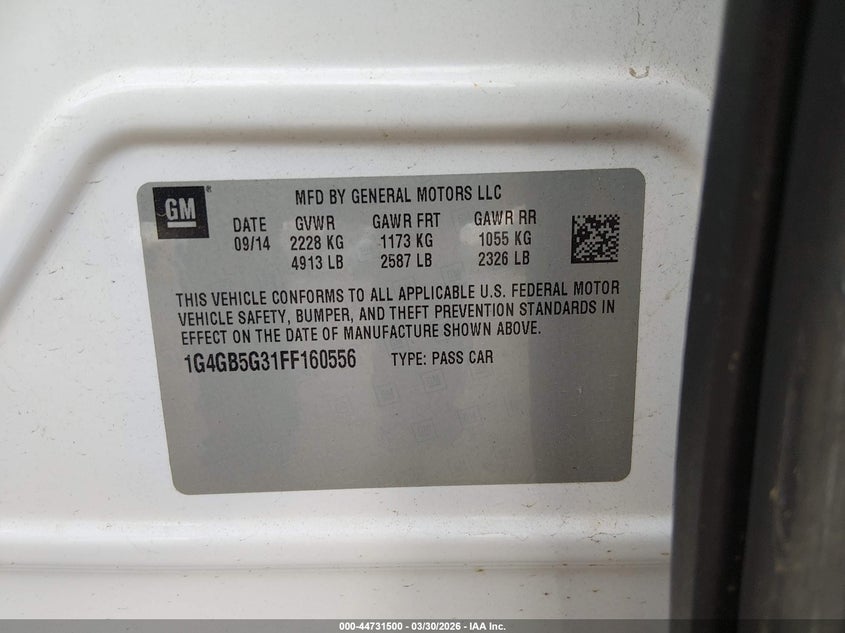 GM
MFD BY GENERAL MOTORS LLC
DATE GVWR GAWR FRT GAWR RR
09/14 2228 KG 1173 KG 1055 KG
4913 LB 2587 LB 2326 LB
THIS VEHICLE CONFORMS TO ALL APPLICABLE U.S. FEDERAL MOTOR
VEHICLE SAFETY, BUMPER, AND THEFT PREVENTION STANDARDS IN
EFFECT ON THE DATE OF MANUFACTURE SHOWN ABOVE.
1G4GB5G31FF160556 TYPE: PASS CAR
000-44731500 / 03/30/2026 - IAA Inc.